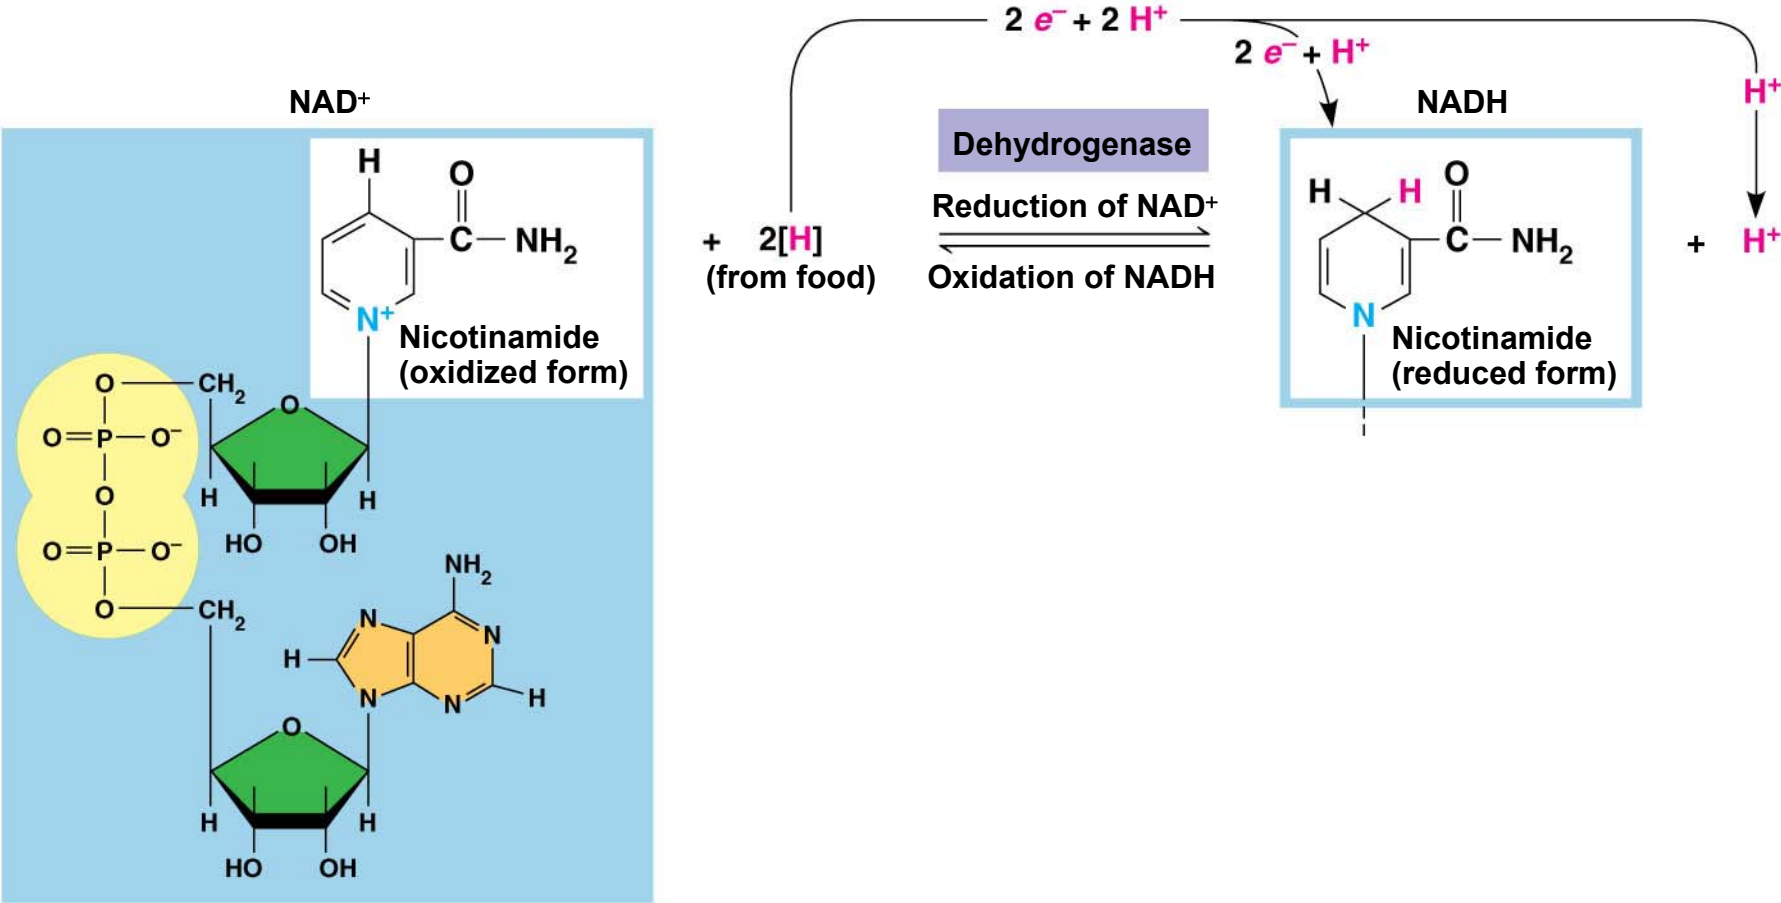 2 e⁻ + 2 H⁺
2 e⁻ + H⁺
H⁺
NAD⁺
NADH
Dehydrogenase
Reduction of NAD⁺
Oxidation of NADH
+ 2[H]
(from food)
+ H⁺
H
O
C NH₂
N⁺
Nicotinamide
(oxidized form)
H H O
C NH₂
N
Nicotinamide
(reduced form)
O CH₂
O
O=P—O⁻
O
H H
HO OH
O=P—O⁻
O CH₂
NH₂
N N
H
N N H
O
H H
HO OH